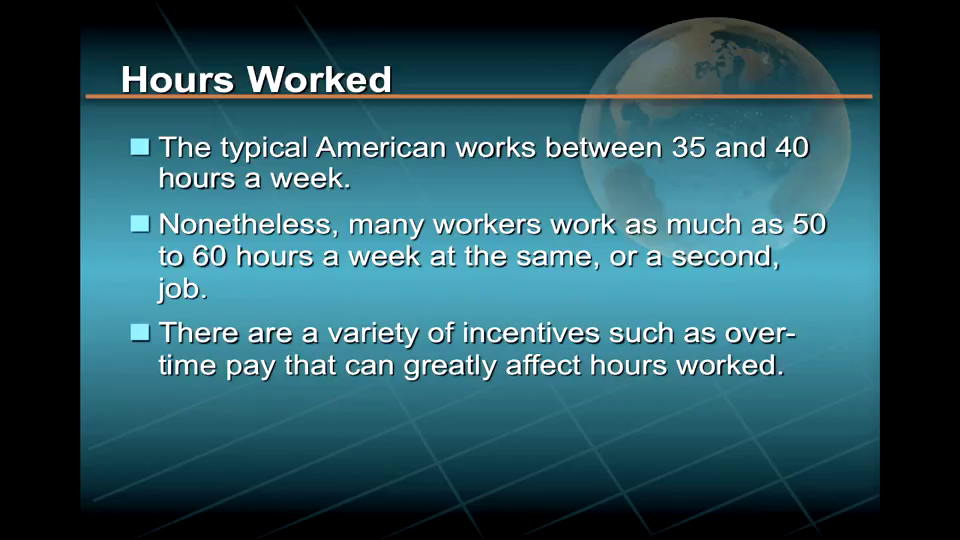 Hours Worked
The typical American works between 35 and 40
hours a week.
Nonetheless, many workers work as much as 50
to 60 hours a week at the same, or a second,
job.
There are a variety of incentives such as over-
time pay that can greatly affect hours worked.